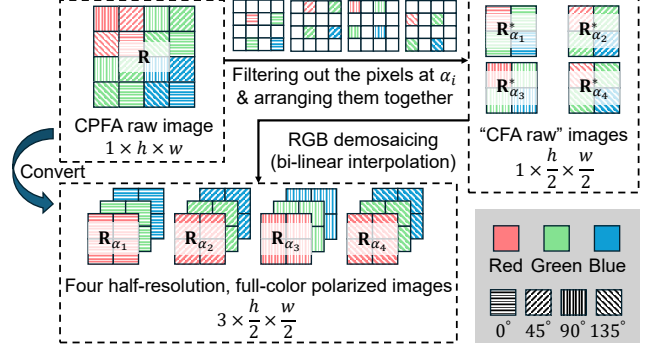 R
CPFA raw image
1 × h × w
Filtering out the pixels at α_i
& arranging them together
R*_α1
R*_α2
R*_α3
R*_α4
"CFA raw" images
1 × h/2 × w/2
RGB demosaicing
(bi-linear interpolation)
Convert
R_α1
R_α2
R_α3
R_α4
Four half-resolution, full-color polarized images
3 × h/2 × w/2
Red Green Blue
0° 45° 90° 135°